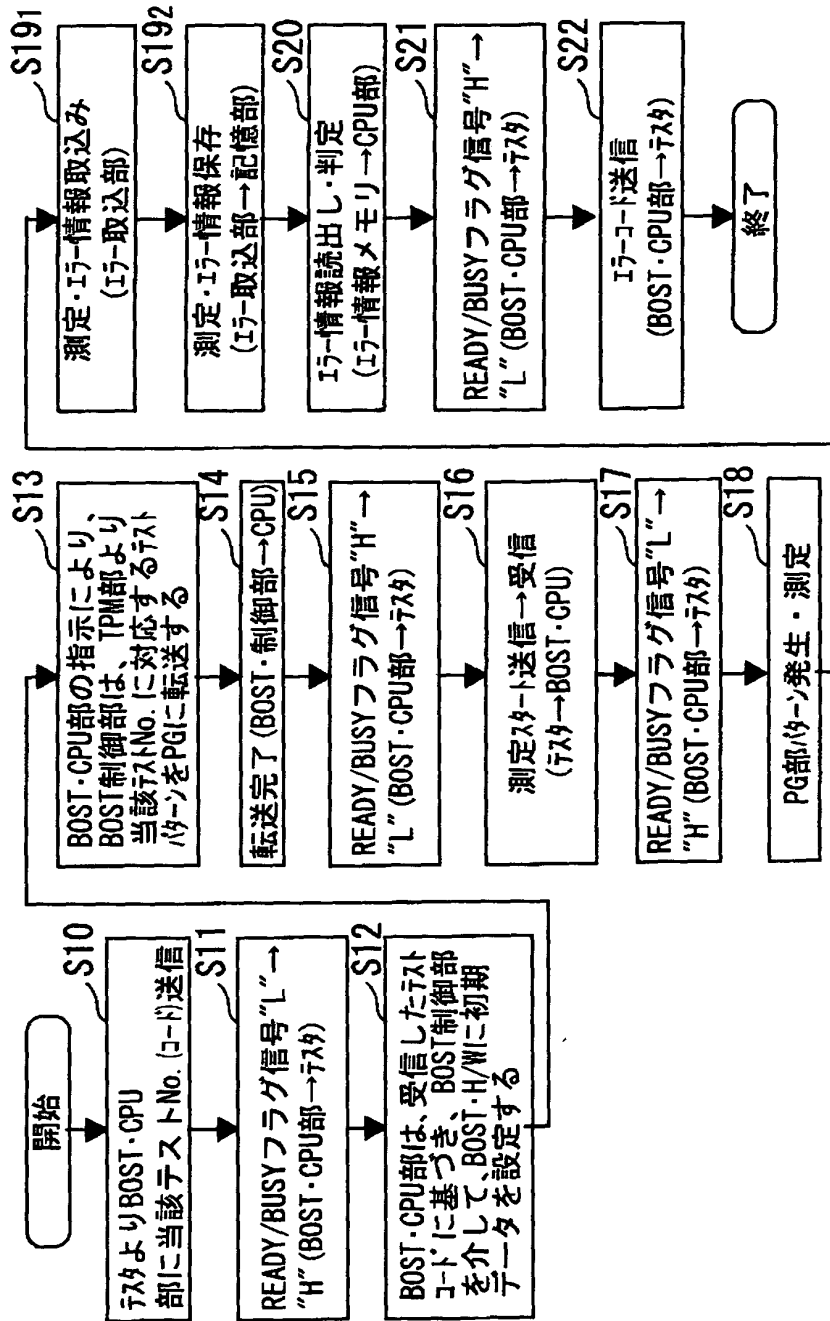 開始
S10
テスタよりBOST・CPU
部に当該テストNo.(コード)送信
S11
READY/BUSYフラグ信号"L"→
"H"(BOST・CPU部→テスタ)
S12
BOST・CPU部は、受信したテスト
コードに基づき、BOST制御部
を介して、BOST・H/Wに初期
データを設定する
S13
BOST・CPU部の指示により、
BOST制御部は、TPM部より
当該テストNo.に対応するテスト
パターンをPGに転送する
S14
転送完了(BOST・制御部→CPU)
S15
READY/BUSYフラグ信号"H"→
"L"(BOST・CPU部→テスタ)
S16
測定スタート送信→受信
(テスタ→BOST・CPU)
S17
READY/BUSYフラグ信号"L"→
"H"(BOST・CPU部→テスタ)
S18
PG部パターン発生・測定
S191
測定・エラー情報取込み
(エラー取込部)
S192
測定・エラー情報保存
(エラー取込部→記憶部)
S20
エラー情報読出し・判定
(エラー情報メモリ→CPU部)
S21
READY/BUSYフラグ信号"H"→
"L"(BOST・CPU部→テスタ)
S22
エラーコード送信
(BOST・CPU部→テスタ)
終了